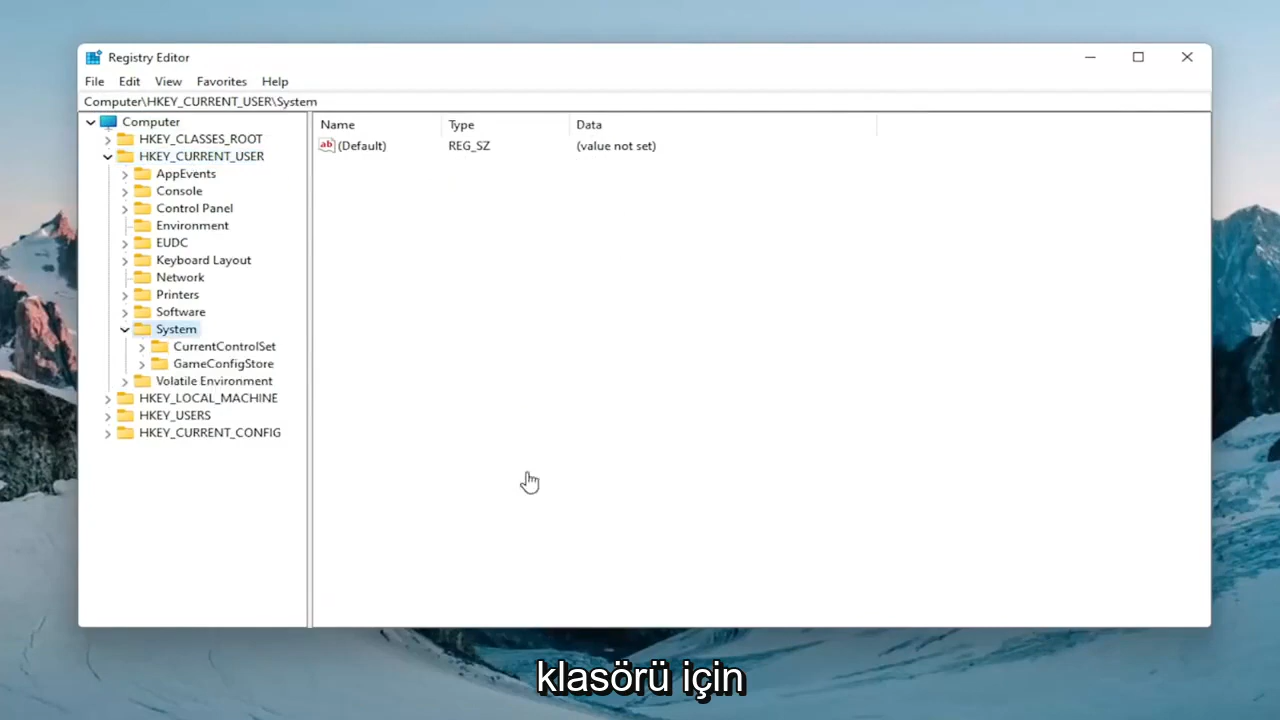 Registry Editor
File Edit View Favorites Help
Computer\HKEY_CURRENT_USER\System
Name Type Data
ab (Default) REG_SZ (value not set)
Computer
HKEY_CLASSES_ROOT
HKEY_CURRENT_USER
AppEvents
Console
Control Panel
Environment
EUDC
Keyboard Layout
Network
Printers
Software
System
CurrentControlSet
GameConfigStore
Volatile Environment
HKEY_LOCAL_MACHINE
HKEY_USERS
HKEY_CURRENT_CONFIG
klasörü için